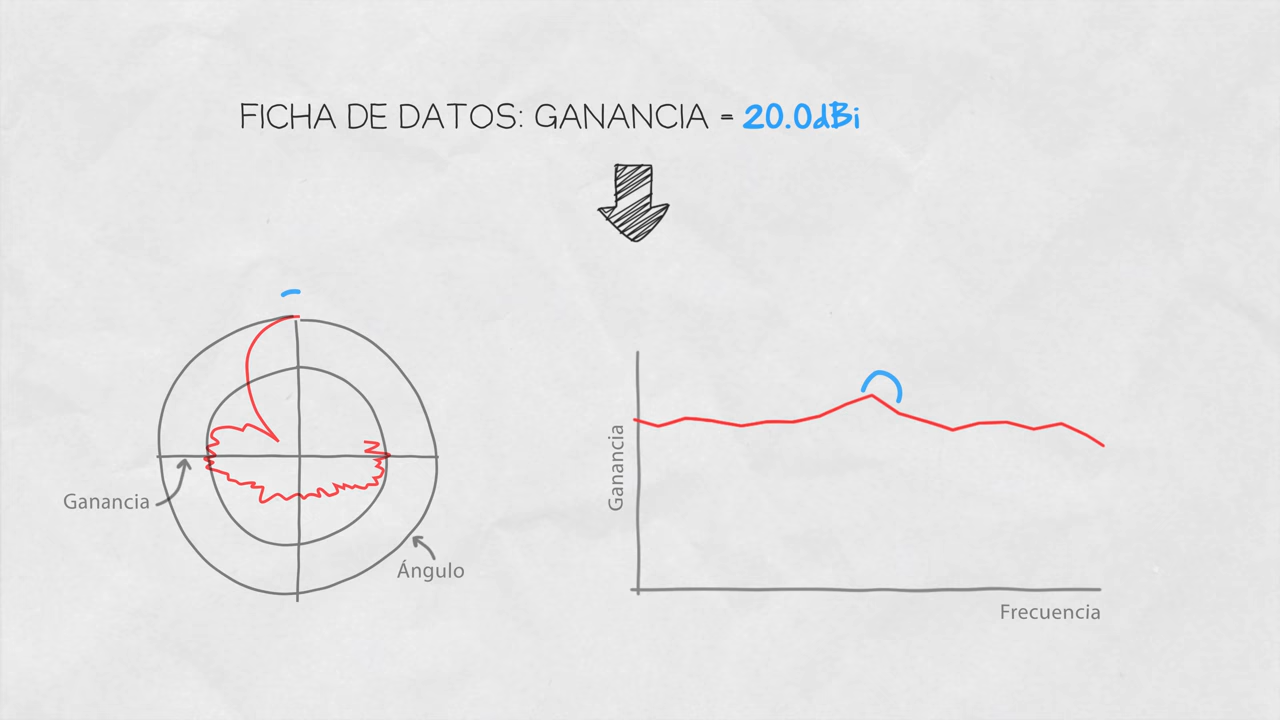 FICHA DE DATOS: GANANCIA = 20.0dBi
Ganancia
Ángulo
Ganancia
Frecuencia